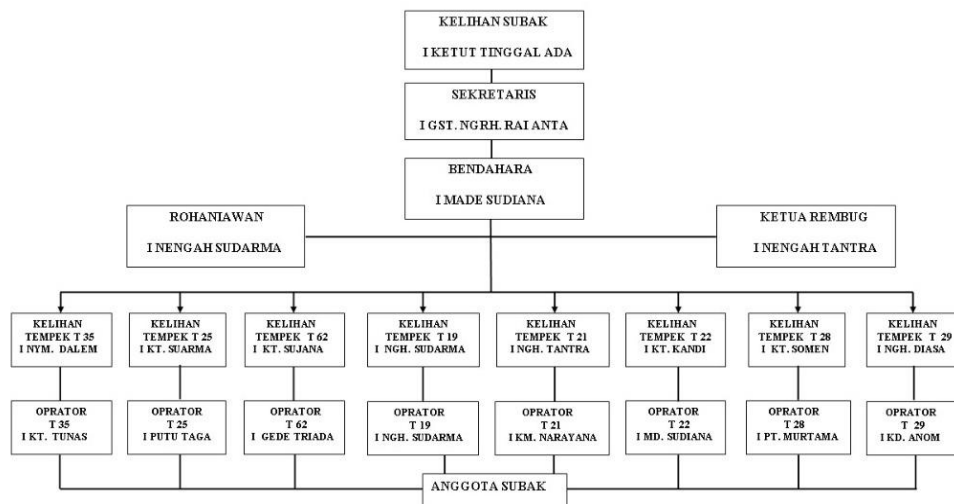 KELIHAN SUBAK
I KETUT TINGGAL ADA
SEKRETARIS
I GST. NGRH. RAI ANTA
BENDAHARA
I MADE SUDIANA
ROHANIAWAN
I NENGAH SUDARMA
KETUA REMBUG
I NENGAH TANTRA
KELIHAN
TEMPEK T 35
I NYM. DALEM
KELIHAN
TEMPEK T 25
I KT. SUARMA
KELIHAN
TEMPEK T 62
I KT. SUJANA
KELIHAN
TEMPEK T 19
I NGH. SUDARMA
KELIHAN
TEMPEK T 21
I NGH. TANTRA
KELIHAN
TEMPEK T 22
I KT. KANDI
KELIHAN
TEMPEK T 28
I KT. SOMEN
KELIHAN
TEMPEK T 29
I NGH. DIASA
OPRATOR
T 35
I KT. TUNAS
OPRATOR
T 25
I PUTU TAGA
OPRATOR
T 62
I GEDE TRIADA
OPRATOR
T 19
I NGH. SUDARMA
OPRATOR
T 21
I KM. NARAYANA
OPRATOR
T 22
I MD. SUDIANA
OPRATOR
T 28
I PT. MURTAMA
OPRATOR
T 29
I KD. ANOM
ANGGOTA SUBAK